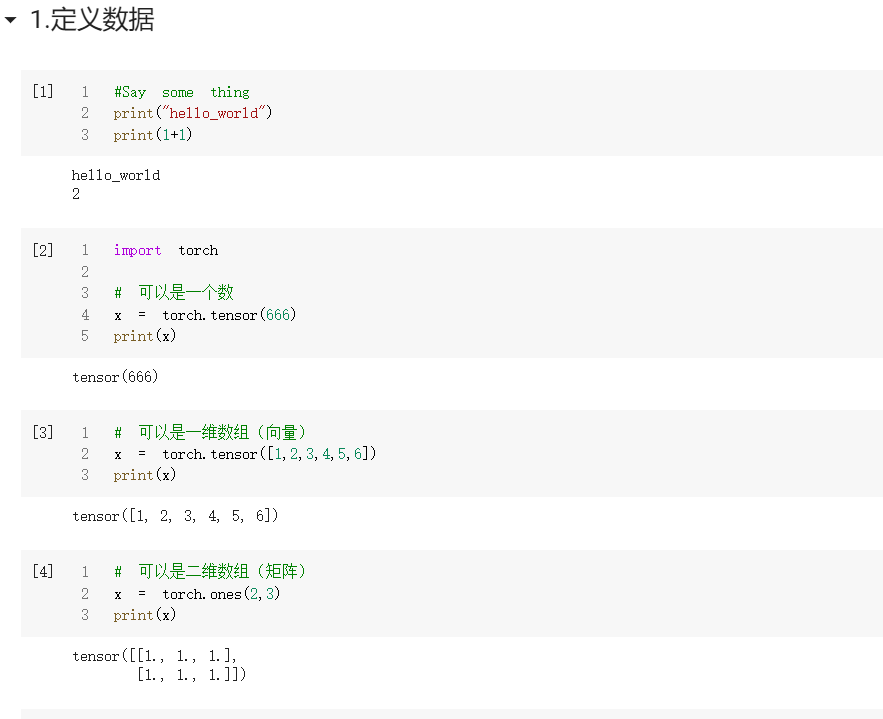 1.定义数据
[1] 1 #Say some thing
2 print("hello_world")
3 print(1+1)
hello_world
2
[2] 1 import torch
2
3 # 可以是一个数
4 x = torch.tensor(666)
5 print(x)
tensor(666)
[3] 1 # 可以是一维数组（向量）
2 x = torch.tensor([1,2,3,4,5,6])
3 print(x)
tensor([1, 2, 3, 4, 5, 6])
[4] 1 # 可以是二维数组（矩阵）
2 x = torch.ones(2,3)
3 print(x)
tensor([[1., 1., 1.],
[1., 1., 1.]])